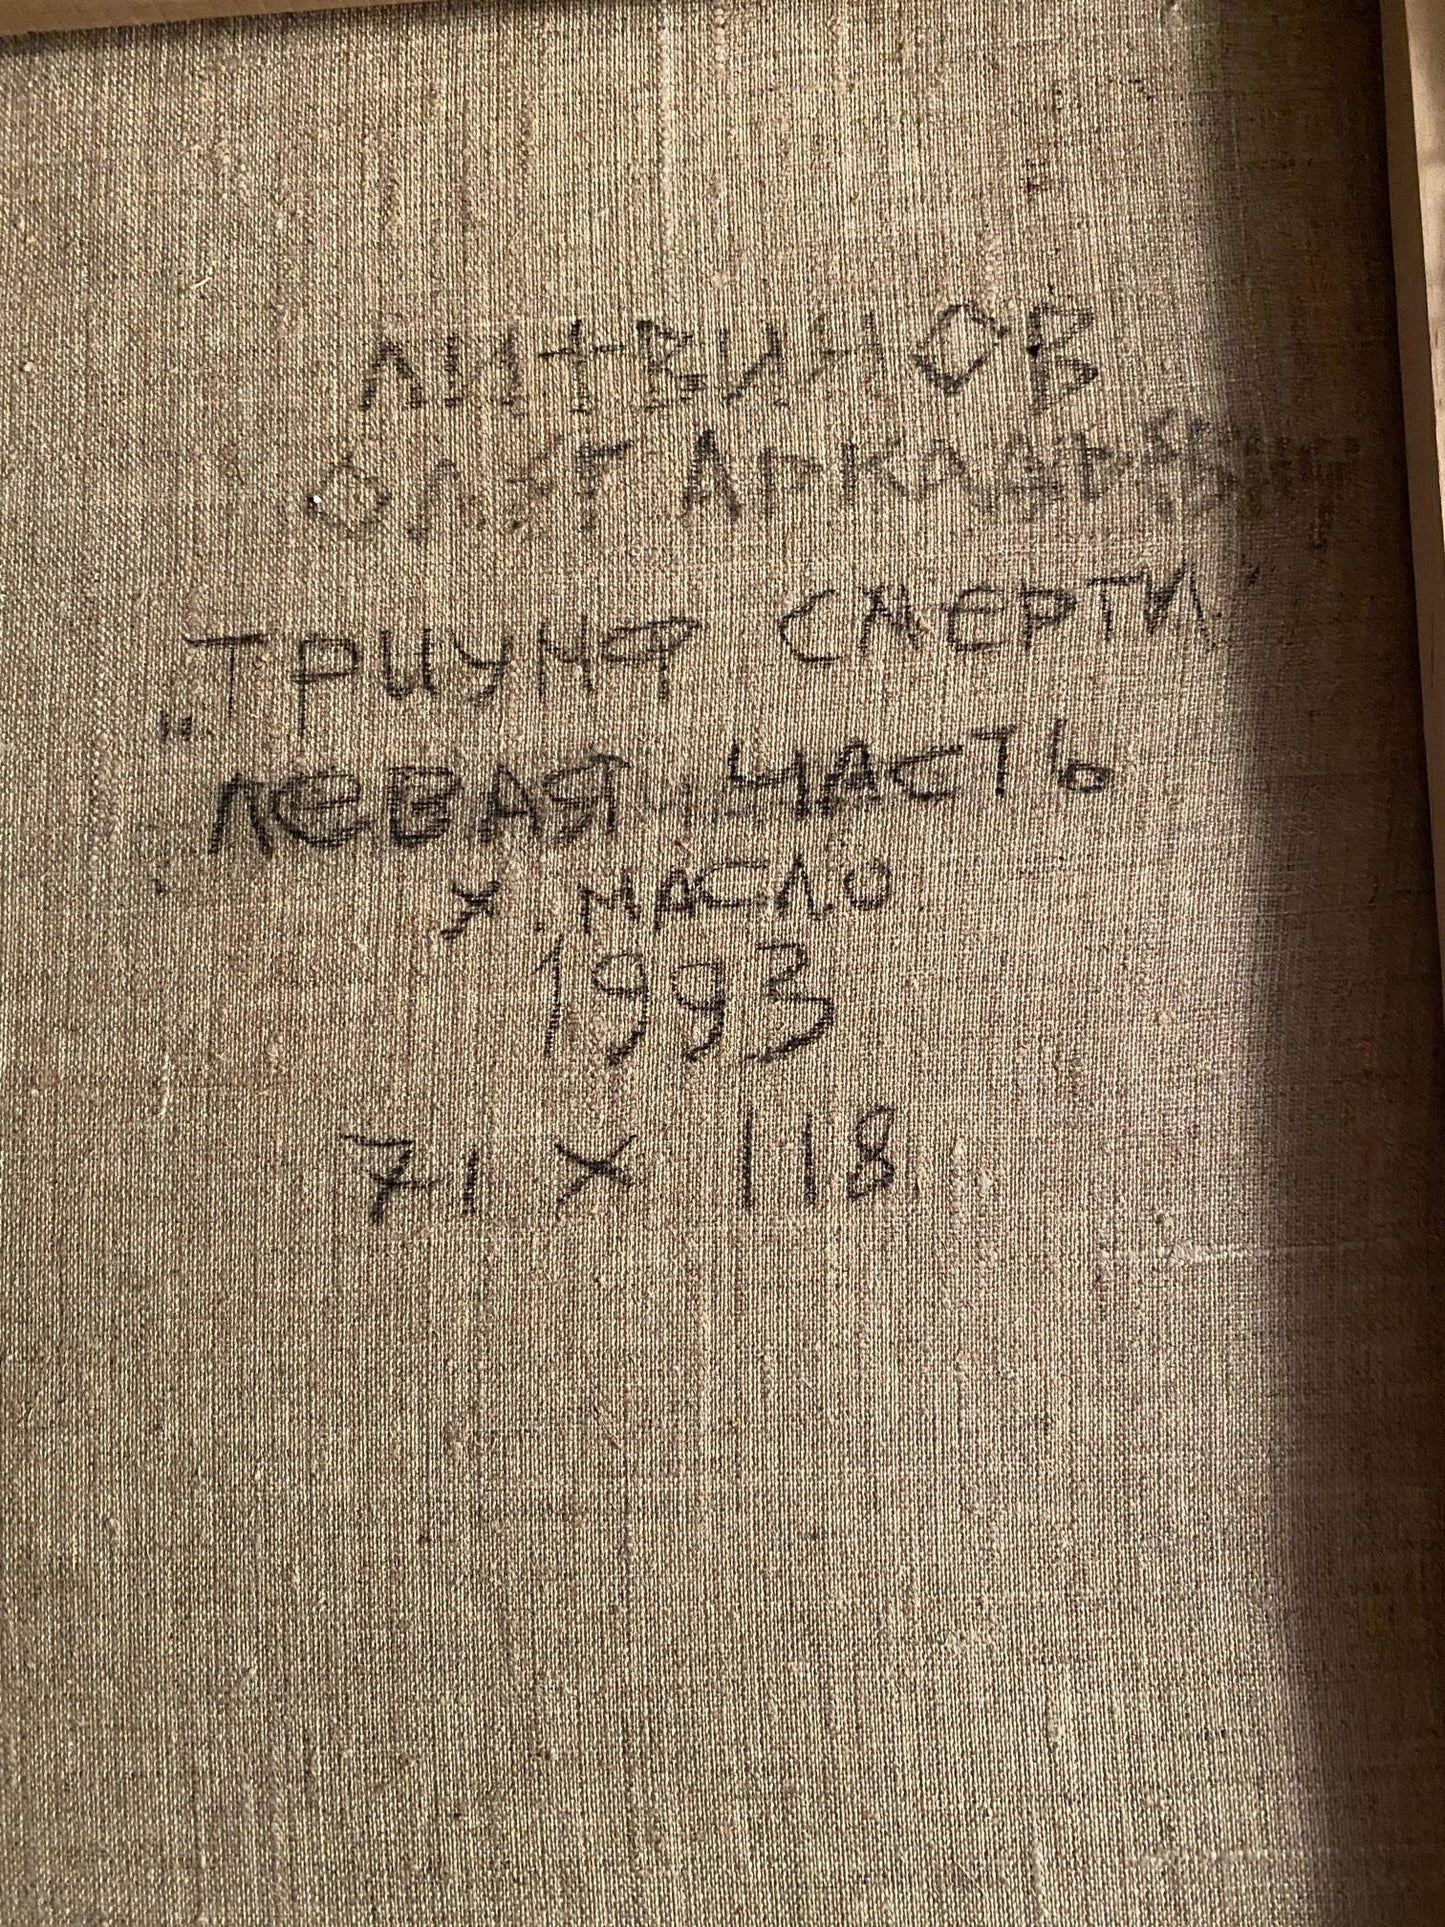 ЛИТВИНОВ
ОЛЕГ АРКАДЬЕВИЧ
„ТРИУМФ СМЕРТИ"
ЛЕВАЯ ЧАСТЬ
Х. МАСЛО
1993
71 X 118